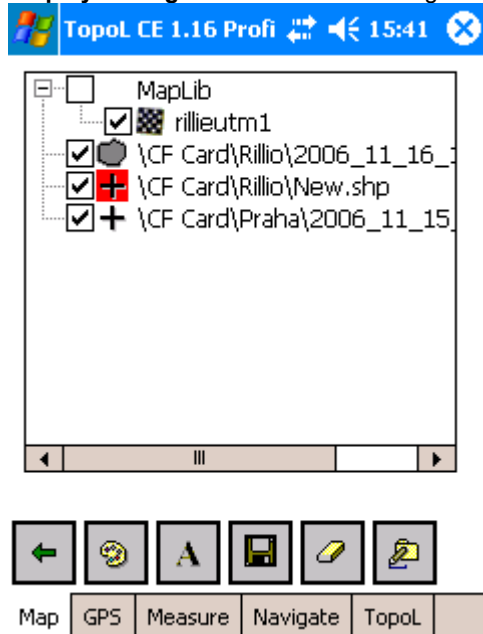 TopoL CE 1.16 Profi 15:41
MapLib
rillieutm1
\CF Card\Rillio\2006_11_16_
\CF Card\Rillio\New.shp
\CF Card\Praha\2006_11_15_
A
Map GPS Measure Navigate TopoL